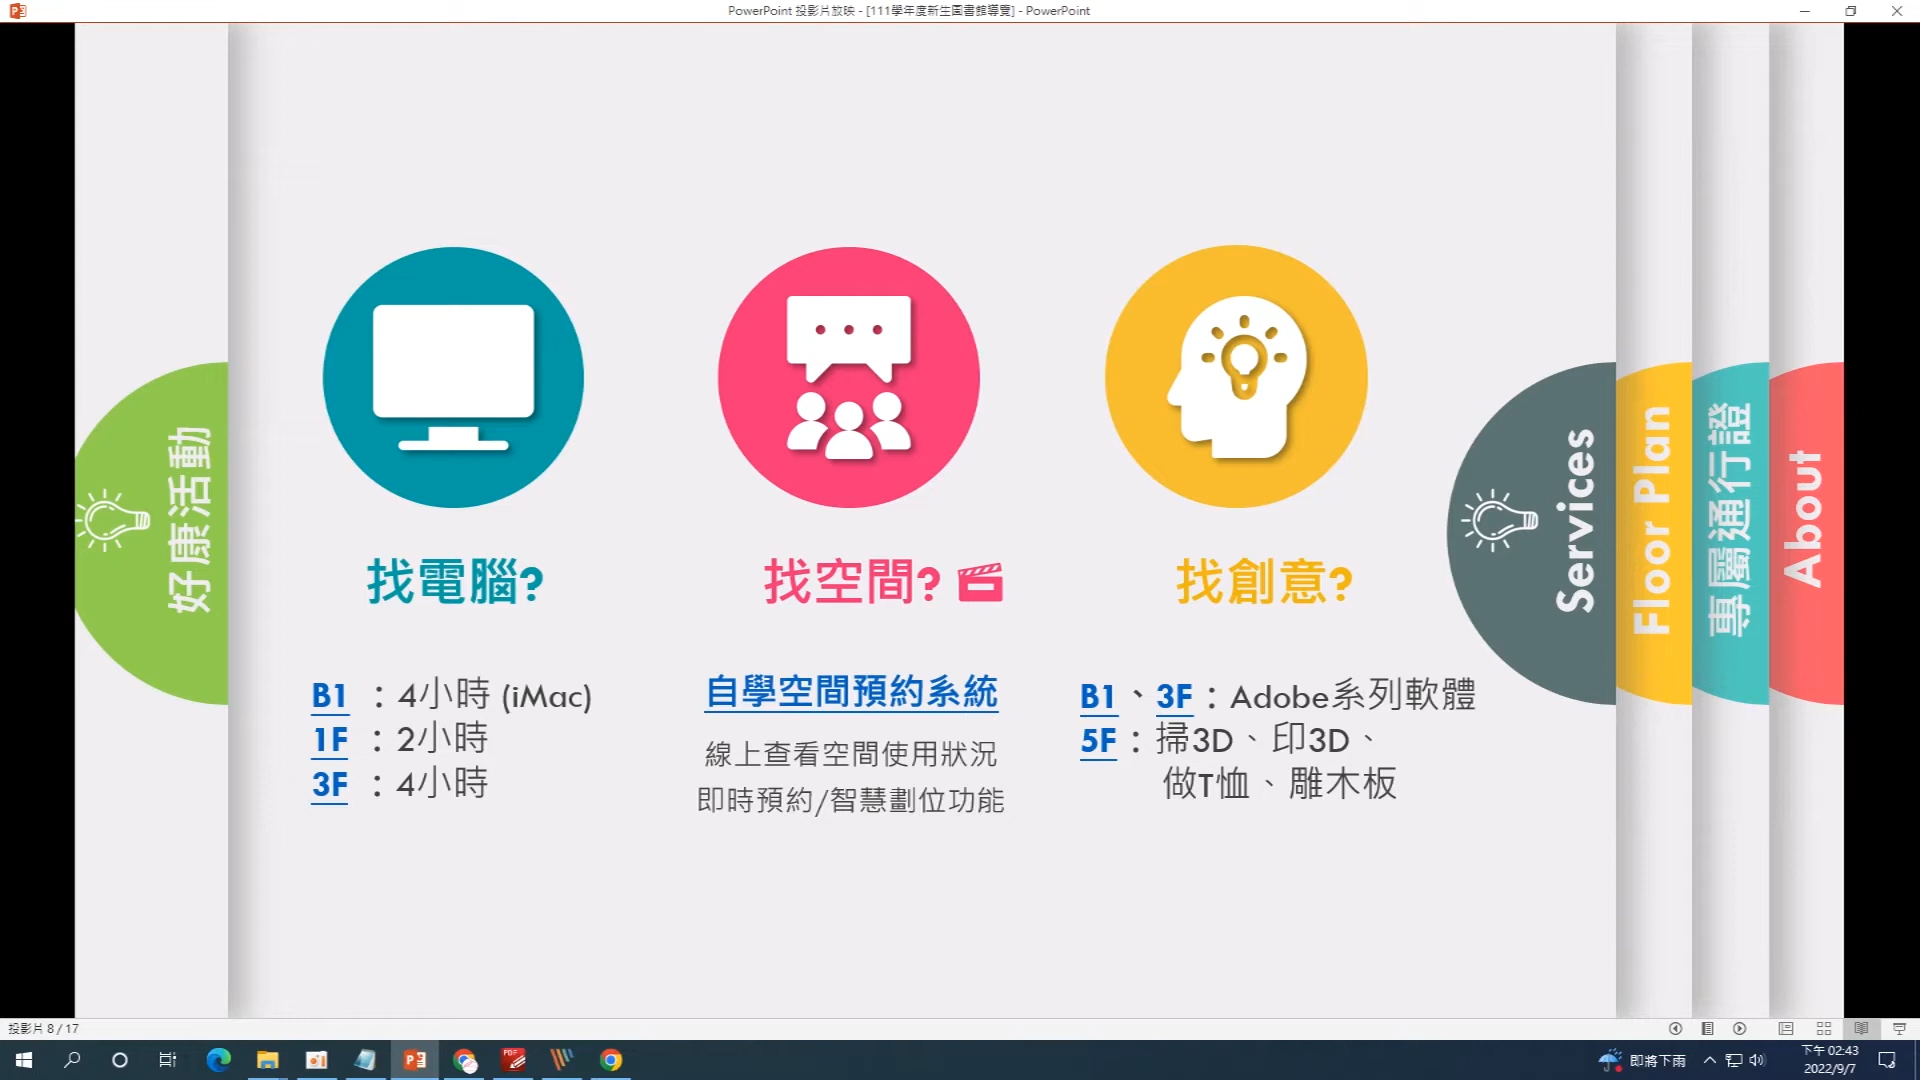 PowerPoint 投影片放映 - [111學年度新生圖書館導覽] - PowerPoint
好康活動
找電腦?
B1 ：4小時 (iMac)
1F ：2小時
3F ：4小時
找空間?
自學空間預約系統
線上查看空間使用狀況
即時預約/智慧劃位功能
找創意?
B1、3F：Adobe系列軟體
5F：掃3D、印3D、
做T恤、雕木板
Services
Floor Plan
專屬通行證
About
投影片 8 / 17
即將下雨
下午 02:43
2022/9/7